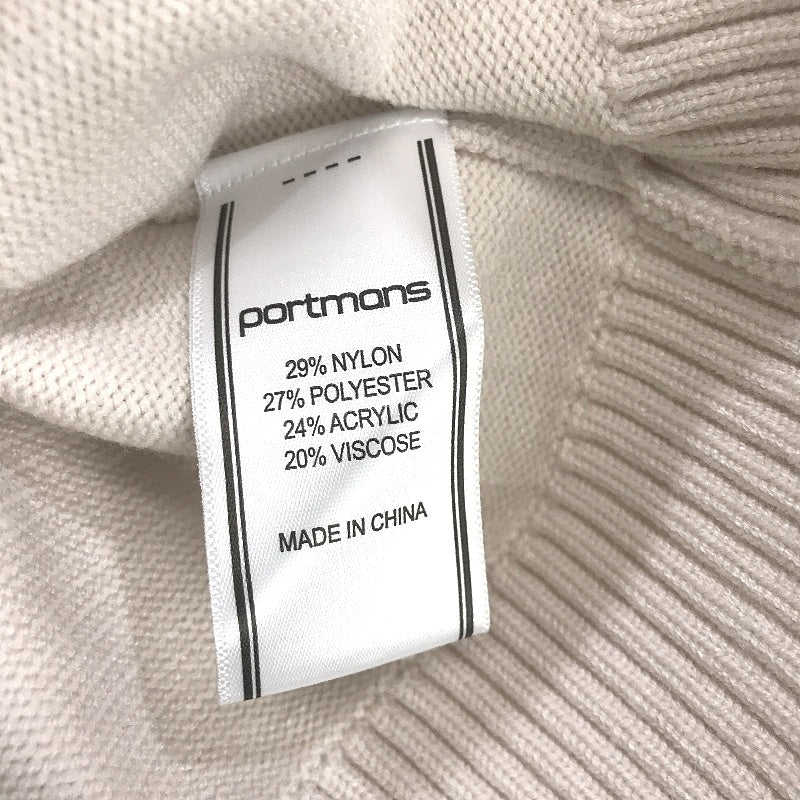 portmans
29% NYLON
27% POLYESTER
24% ACRYLIC
20% VISCOSE
MADE IN CHINA